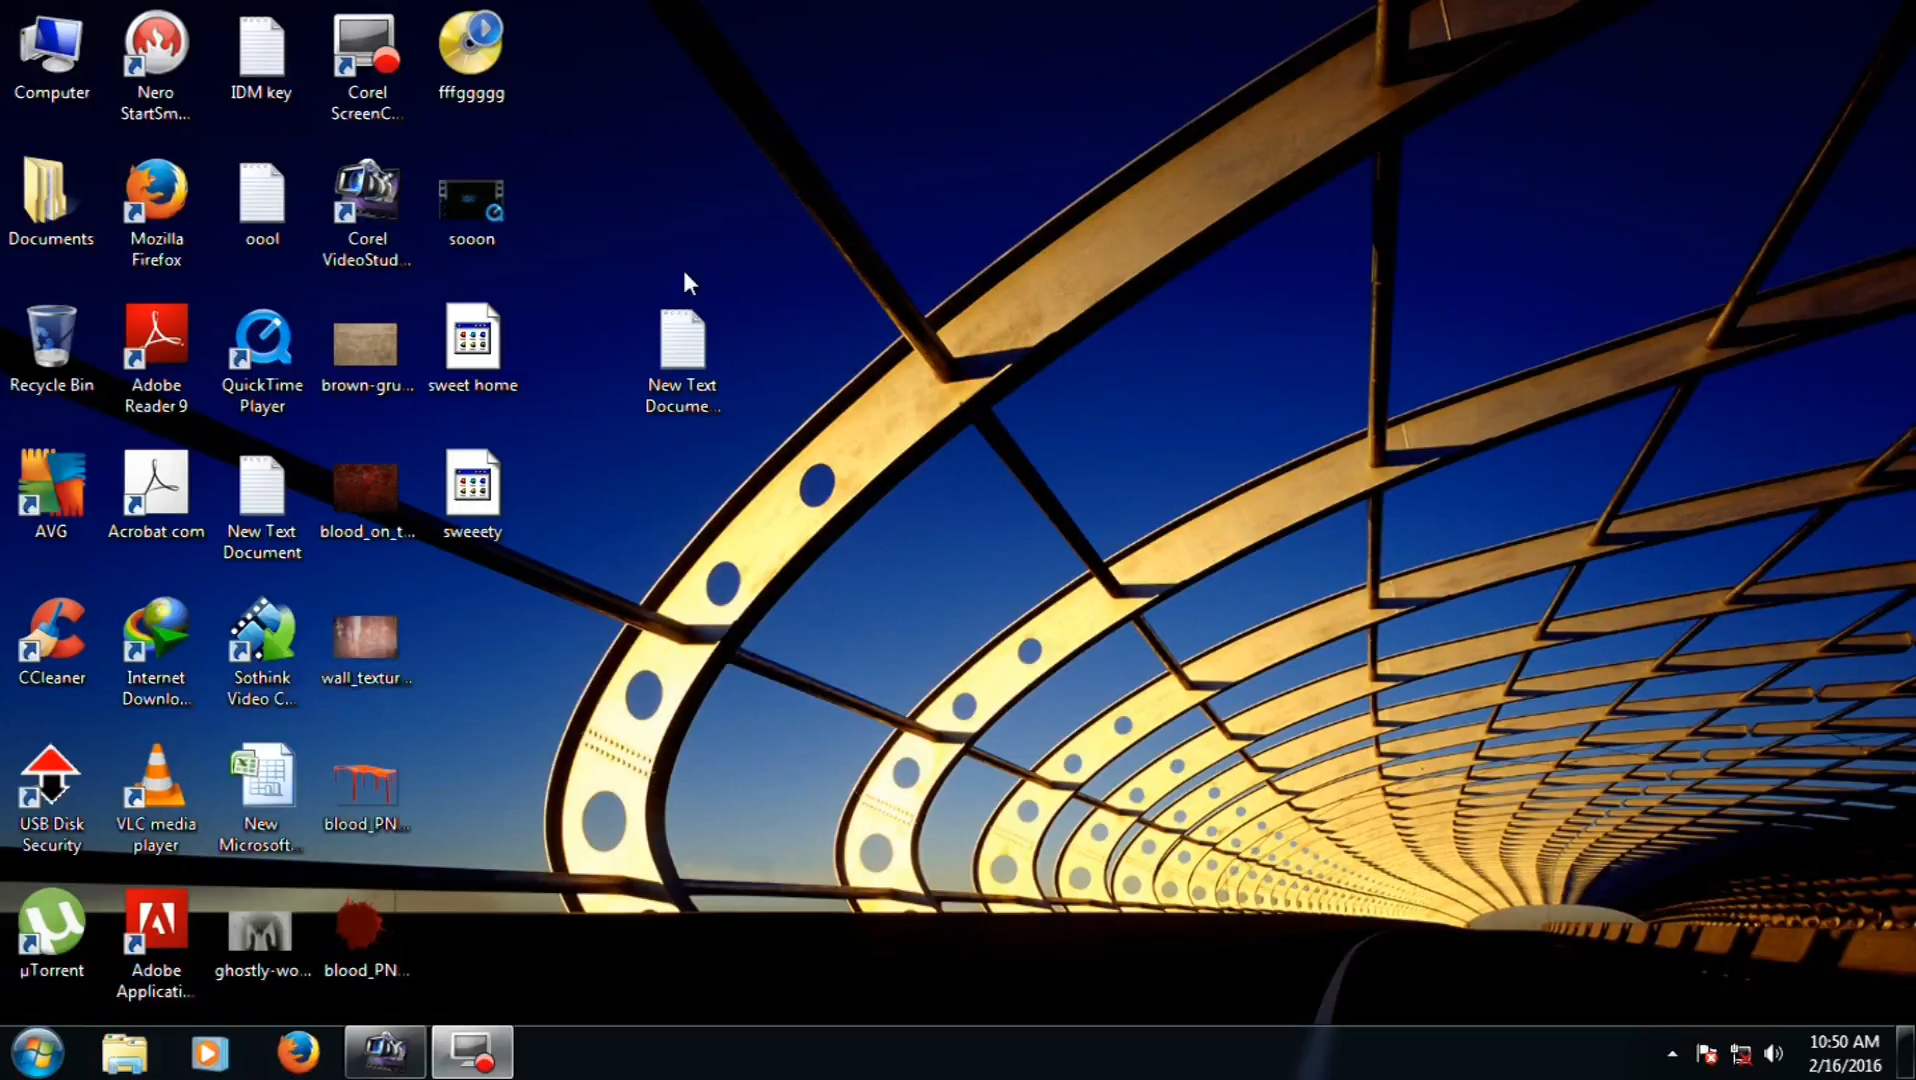 Computer
Nero
StartSm...
IDM key
Corel
ScreenC...
fffggggg
Documents
Mozilla
Firefox
oool
Corel
VideoStud...
sooon
Recycle Bin
Adobe
Reader 9
QuickTime
Player
brown-gru...
sweet home
New Text
Docume...
AVG
Acrobat.com
New Text
Document
blood_on_t...
sweeety
CCleaner
Internet
Downlo...
Sothink
Video C...
wall_textur...
USB Disk
Security
VLC media
player
New
Microsoft...
blood_PN...
µTorrent
Adobe
Applicati...
ghostly-wo...
blood_PN...
10:50 AM
2/16/2016